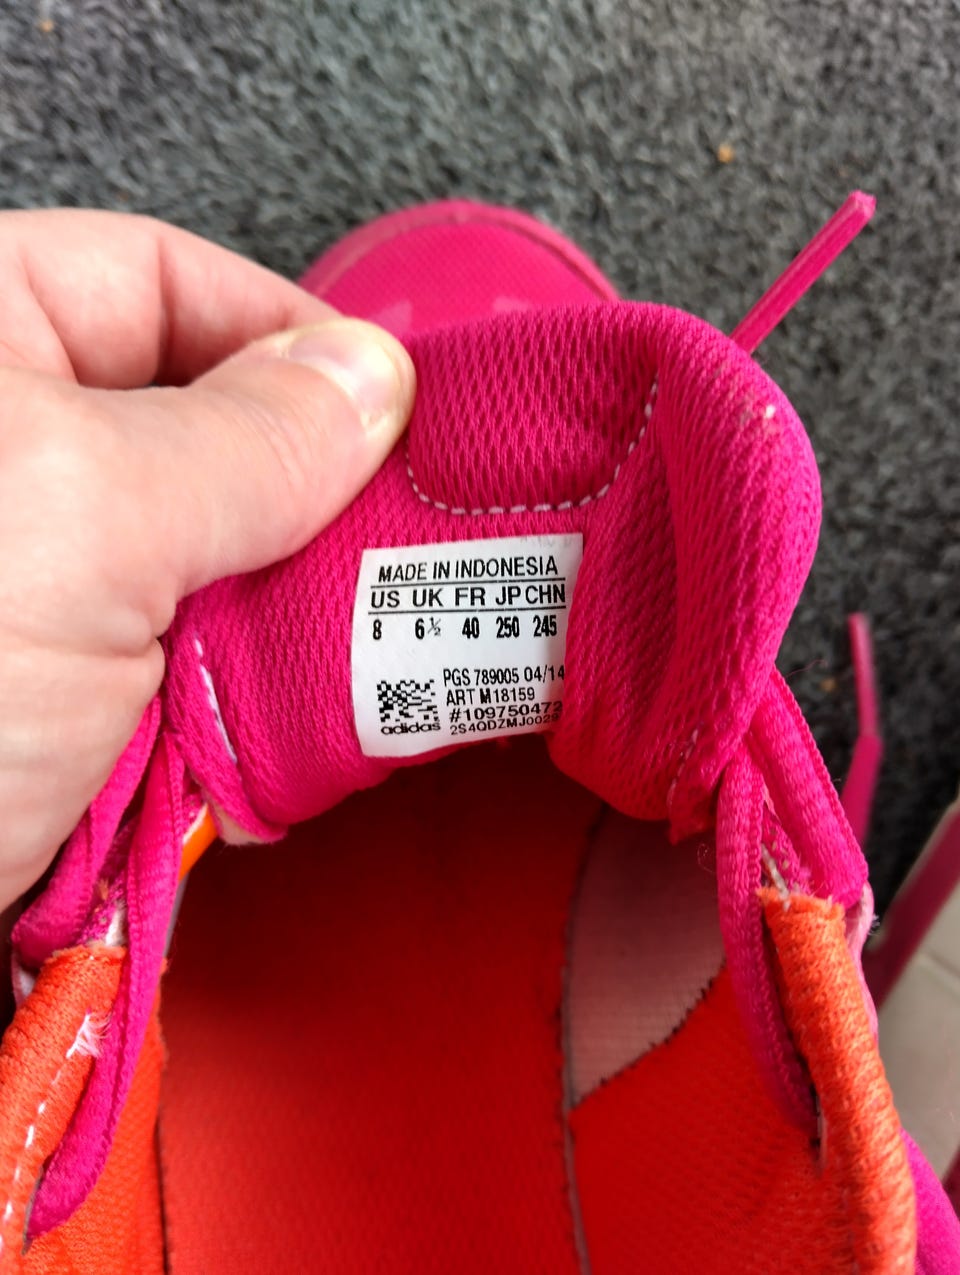 MADE IN INDONESIA
US UK FR JP CHN
8 6½ 40 250 245
PGS 789005 04/14
ART M18159
#109750472
adidas